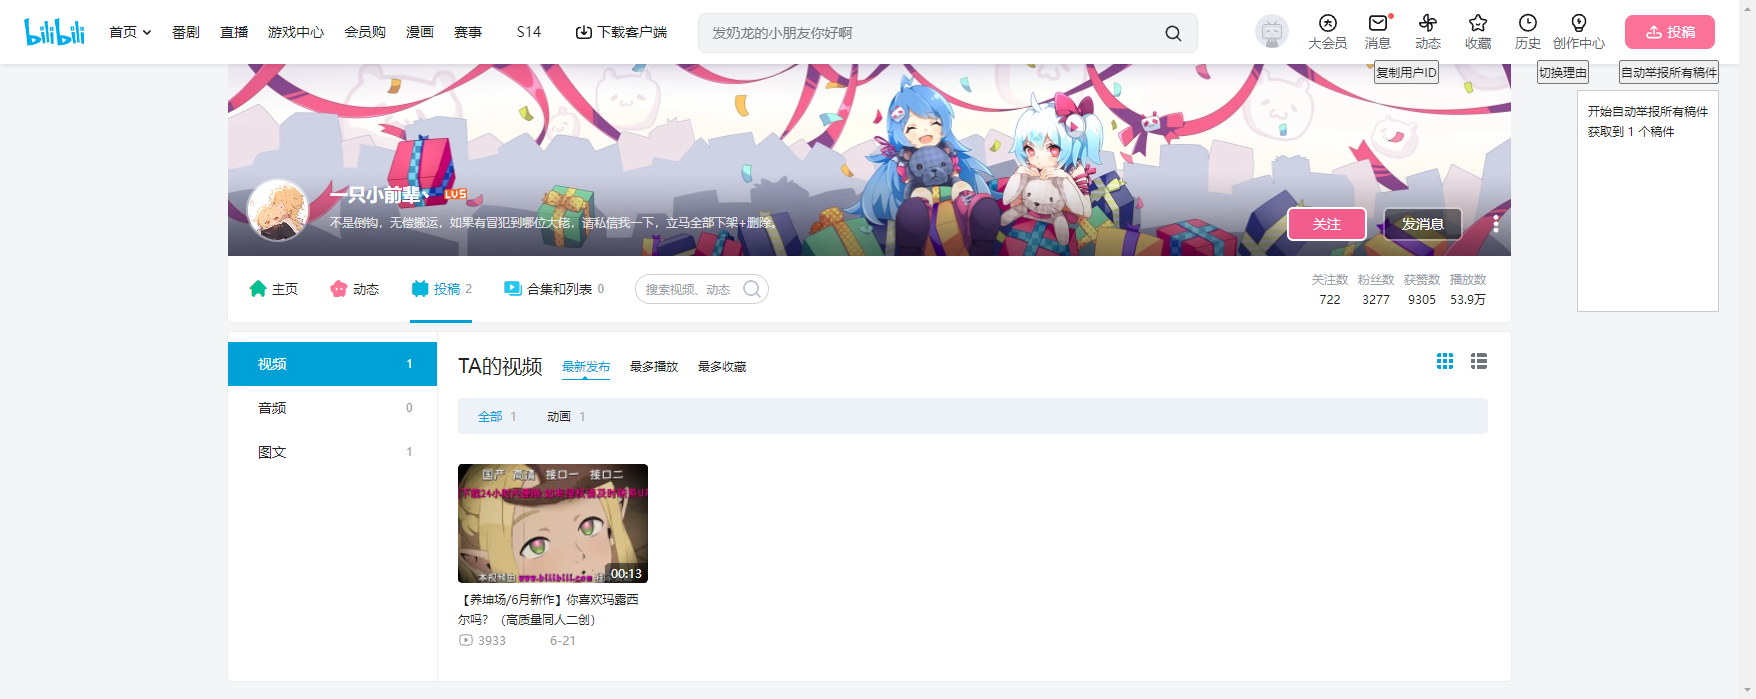 bilibili 首页 番剧 直播 游戏中心 会员购 漫画 赛事 S14 下载客户端 发奶龙的小朋友你好啊 大会员 消息 动态 收藏 历史 创作中心 投稿
复制用户ID 切换理由 自动举报所有稿件
开始自动举报所有稿件
获取到 1 个稿件
一只小前辈丶 LV5
不是倒钩，无偿搬运，如果有冒犯到哪位大佬，请私信我一下，立马全部下架+删除。
关注 发消息
主页 动态 投稿 2 合集和列表 0 搜索视频、动态
关注数 粉丝数 获赞数 播放数
722 3277 9305 53.9万
视频 1
音频 0
图文 1
TA的视频 最新发布 最多播放 最多收藏
全部 1 动画 1
国产 高清 接口一 接口二
本视频由 www.bilibili.com
00:13
【养坤场/6月新作】你喜欢玛露西
尔吗？（高质量同人二创）
3933 6-21